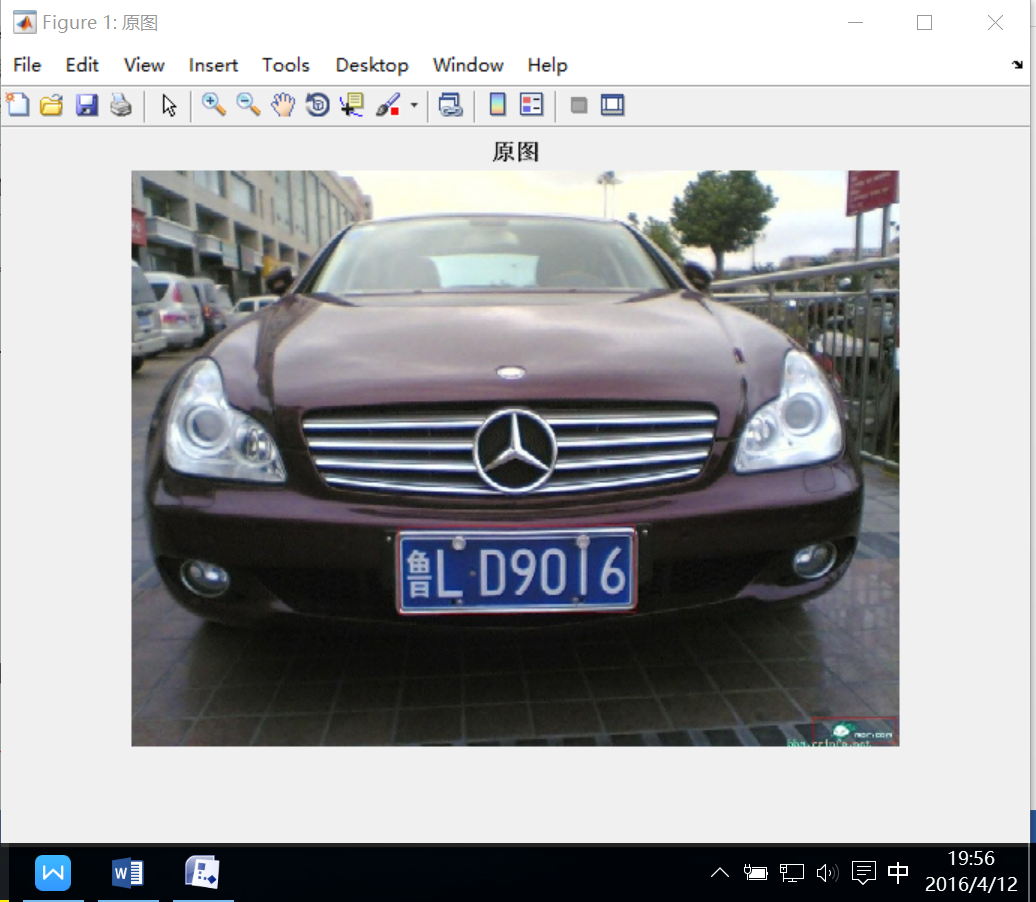 Figure 1: 原图
File Edit View Insert Tools Desktop Window Help
原图
鲁L·D9016
19:56
中
2016/4/12